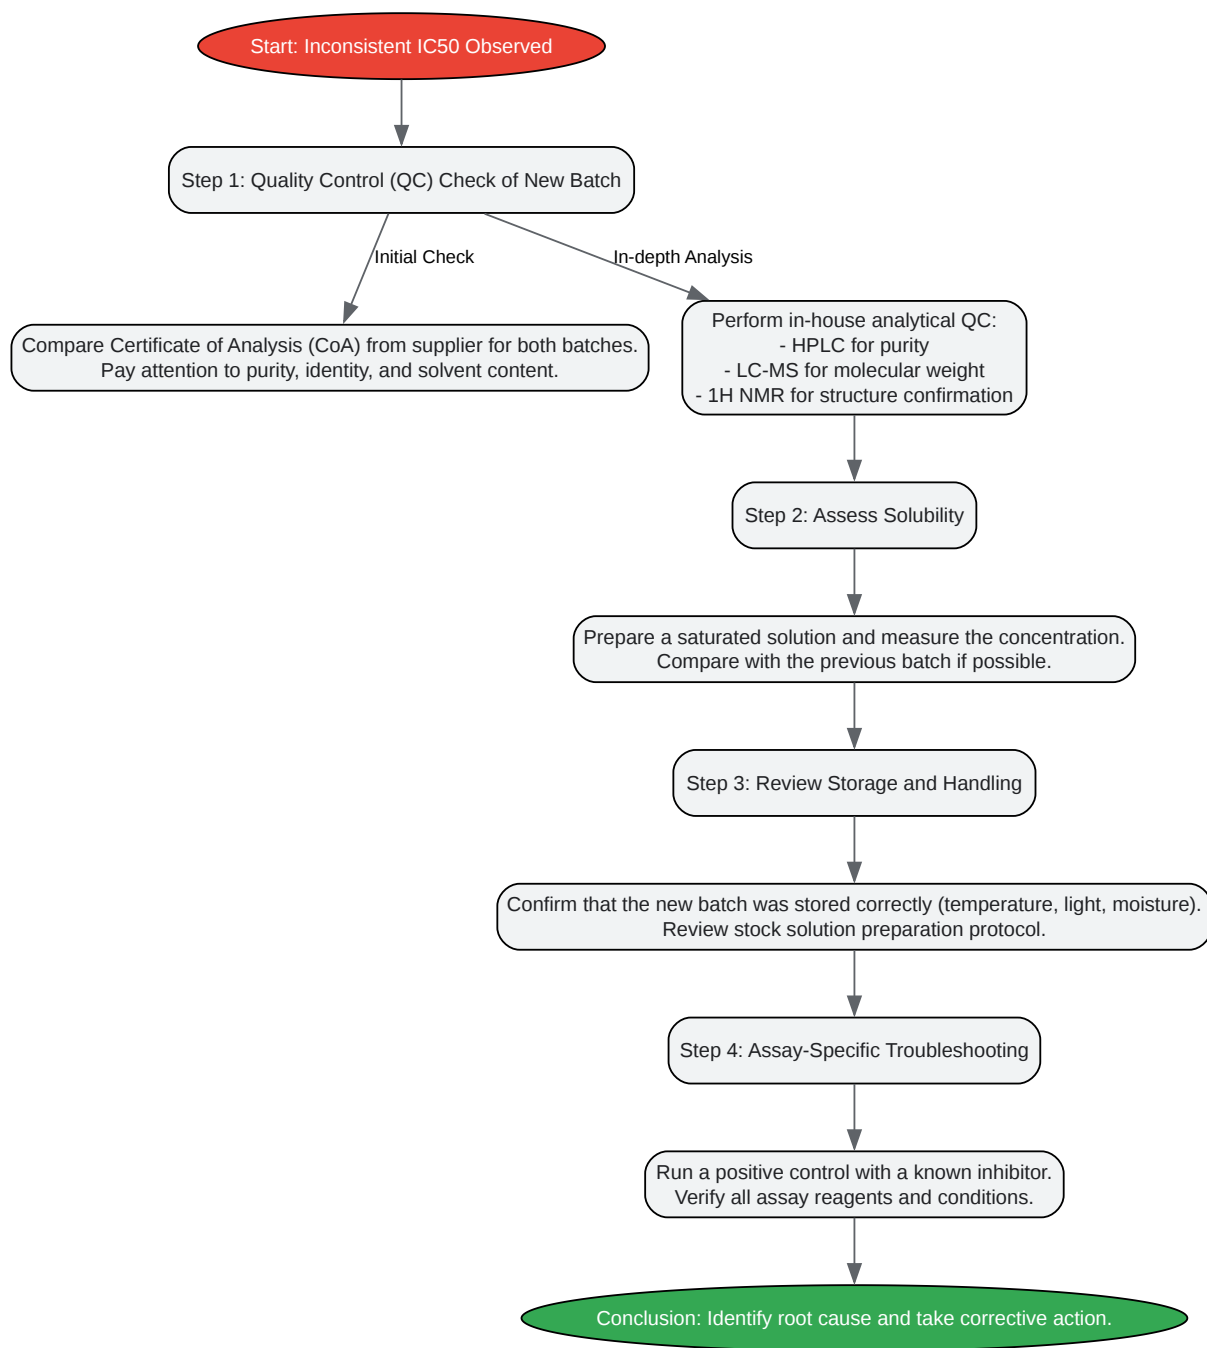 Start: Inconsistent IC50 Observed
Step 1: Quality Control (QC) Check of New Batch
Initial Check
In-depth Analysis
Compare Certificate of Analysis (CoA) from supplier for both batches.
Pay attention to purity, identity, and solvent content.
Perform in-house analytical QC:
- HPLC for purity
- LC-MS for molecular weight
- 1H NMR for structure confirmation
Step 2: Assess Solubility
Prepare a saturated solution and measure the concentration.
Compare with the previous batch if possible.
Step 3: Review Storage and Handling
Confirm that the new batch was stored correctly (temperature, light, moisture).
Review stock solution preparation protocol.
Step 4: Assay-Specific Troubleshooting
Run a positive control with a known inhibitor.
Verify all assay reagents and conditions.
Conclusion: Identify root cause and take corrective action.